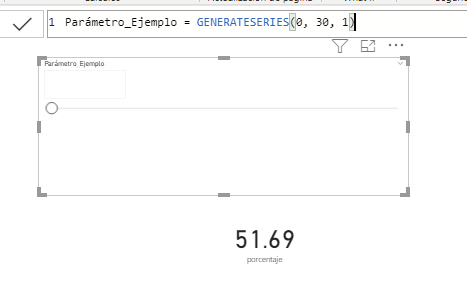 1 Parámetro_Ejemplo = GENERATESERIES(0, 30, 1)
Parámetro_Ejemplo
51.69
porcentaje